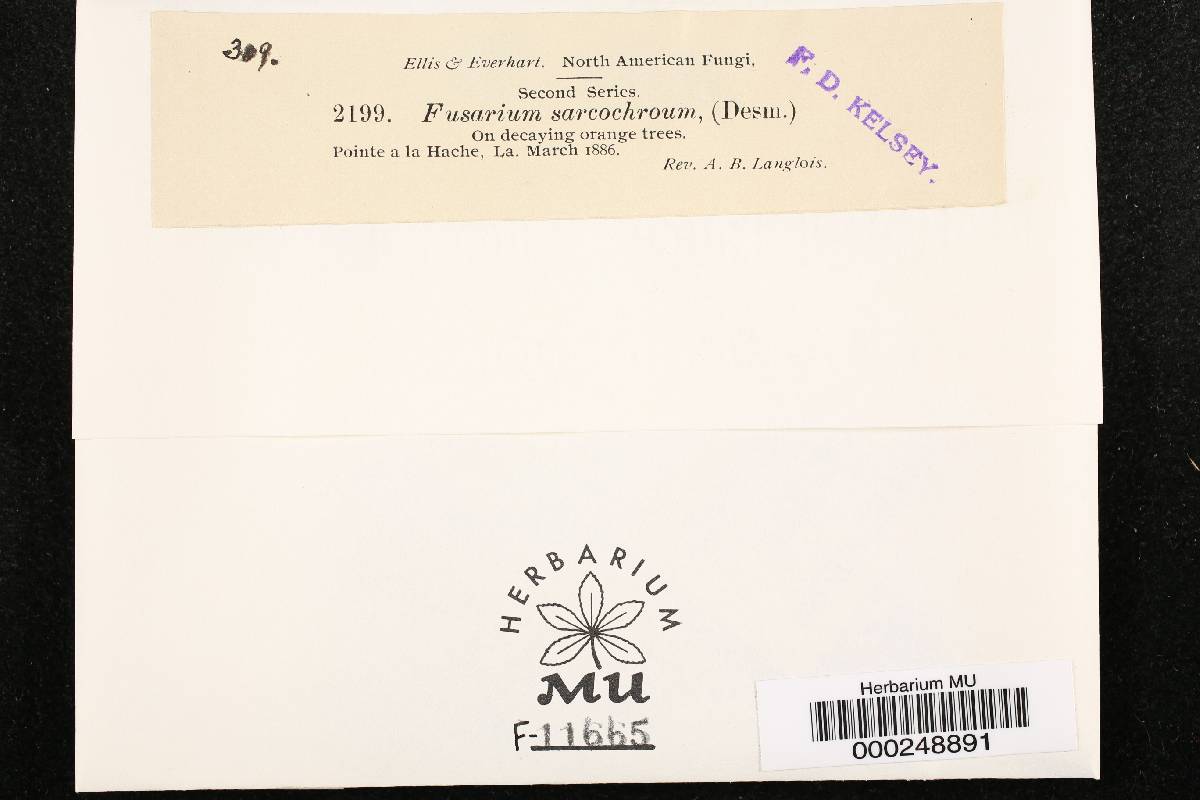 309.
Ellis & Everhart. North American Fungi.
Second Series.
2199. Fusarium sarcochroum, (Desm.)
On decaying orange trees.
Pointe a la Hache, La. March 1886.
Rev. A. B. Langlois.
F. D. KELSEY.
HERBARIUM
MU
F-11665
Herbarium MU
000248891